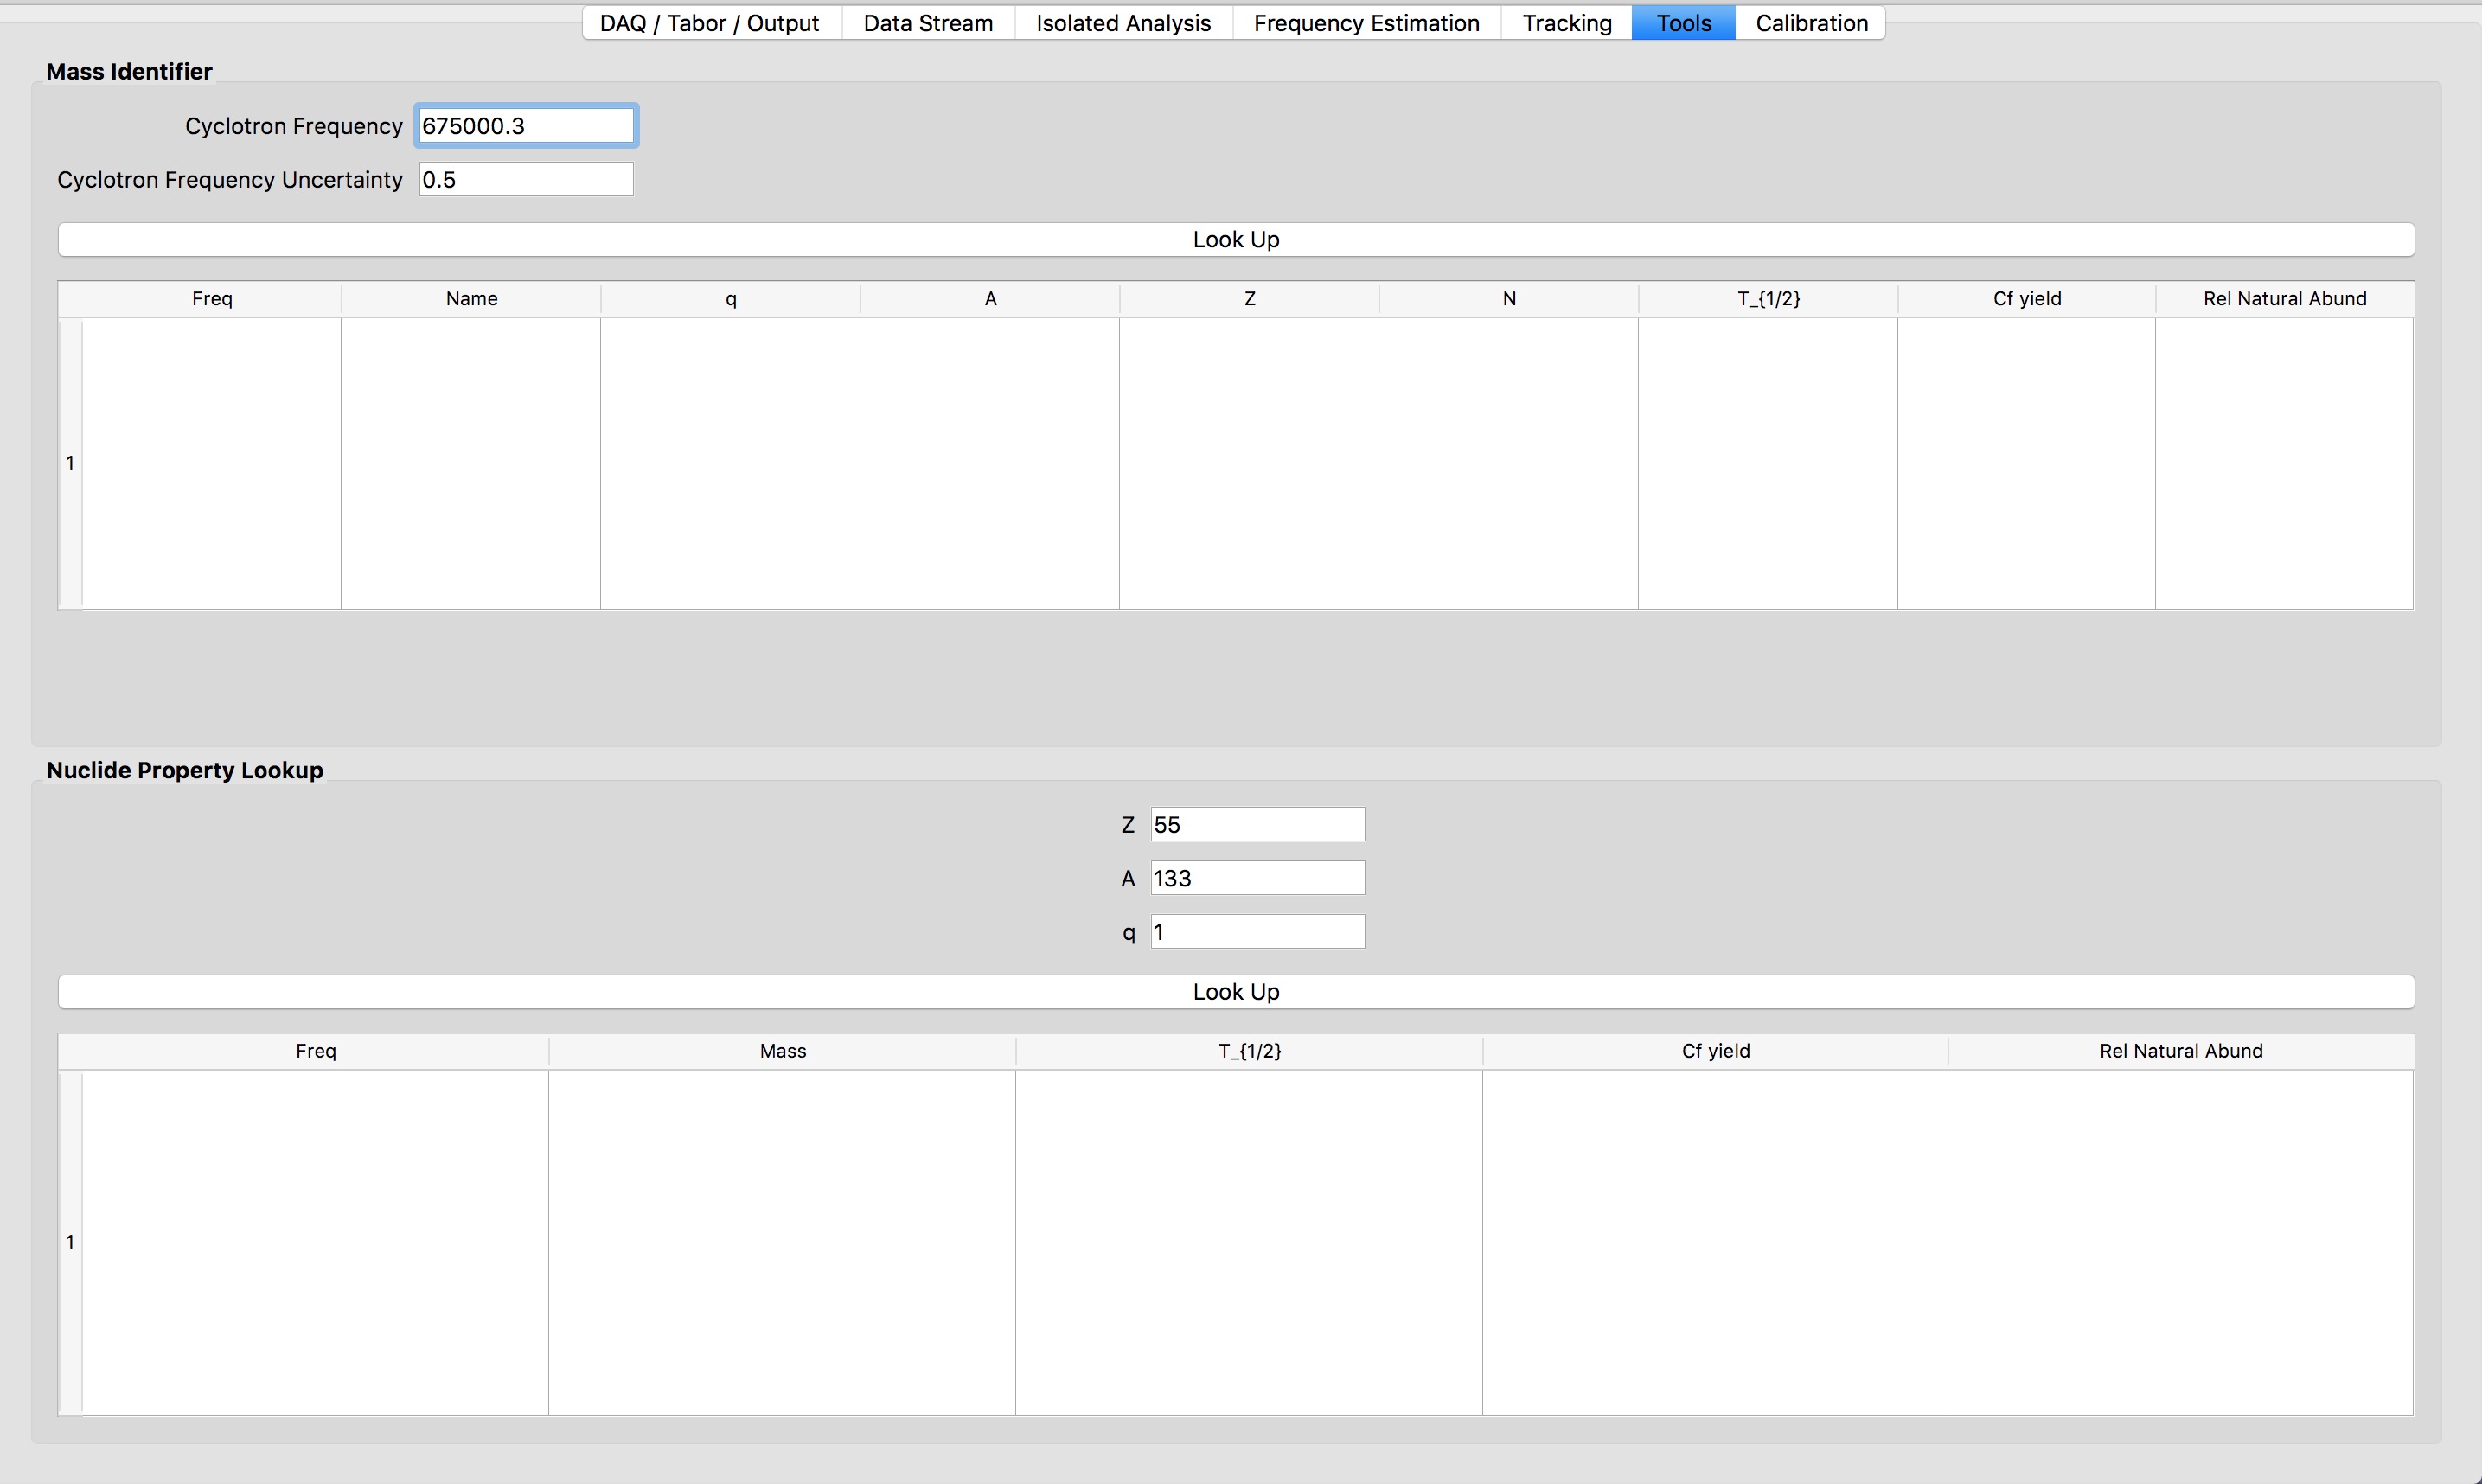 DAQ / Tabor / Output Data Stream Isolated Analysis Frequency Estimation Tracking Tools Calibration
Mass Identifier
Cyclotron Frequency 675000.3
Cyclotron Frequency Uncertainty 0.5
Look Up
Freq Name q A Z N T_{1/2} Cf yield Rel Natural Abund
1
Nuclide Property Lookup
Z 55
A 133
q 1
Look Up
Freq Mass T_{1/2} Cf yield Rel Natural Abund
1